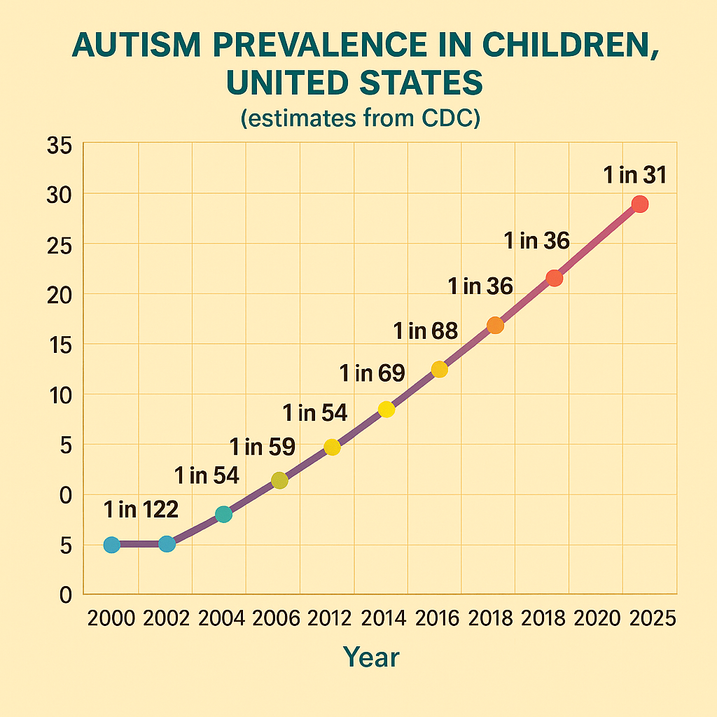 AUTISM PREVALENCE IN CHILDREN,
UNITED STATES
(estimates from CDC)
35
30
25
20
15
10
5
0
5
0
1 in 31
1 in 36
1 in 36
1 in 68
1 in 69
1 in 54
1 in 59
1 in 54
1 in 122
2000 2002 2004 2006 2012 2014 2016 2018 2018 2020 2025
Year